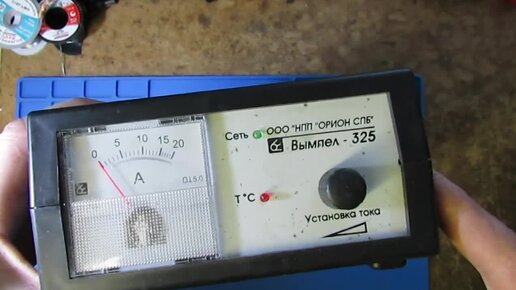 0 5 10 15 20
A
Сеть
ООО "НПП "ОРИОН СПБ"
Вымпел - 325
T°C
Установка тока